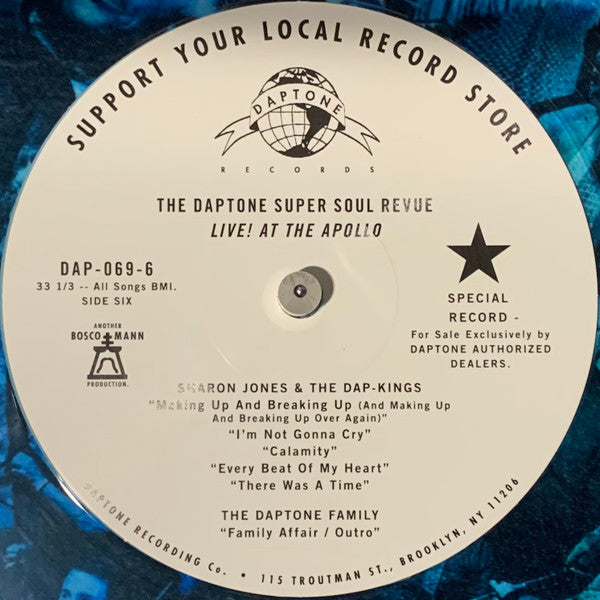 SUPPORT YOUR LOCAL RECORD STORE
DAPTONE
RECORDS
THE DAPTONE SUPER SOUL REVUE
LIVE! AT THE APOLLO
DAP-069-6
33 1/3 -- All Songs BMI.
SIDE SIX
ANOTHER
BOSCO MANN
PRODUCTION.
SPECIAL
RECORD -
For Sale Exclusively by
DAPTONE AUTHORIZED
DEALERS.
SHARON JONES & THE DAP-KINGS
"Making Up And Breaking Up (And Making Up
And Breaking Up Over Again)"
"I'm Not Gonna Cry"
"Calamity"
"Every Beat Of My Heart"
"There Was A Time"
THE DAPTONE FAMILY
"Family Affair / Outro"
DAPTONE RECORDING Co. • 115 TROUTMAN ST., BROOKLYN, NY 11206